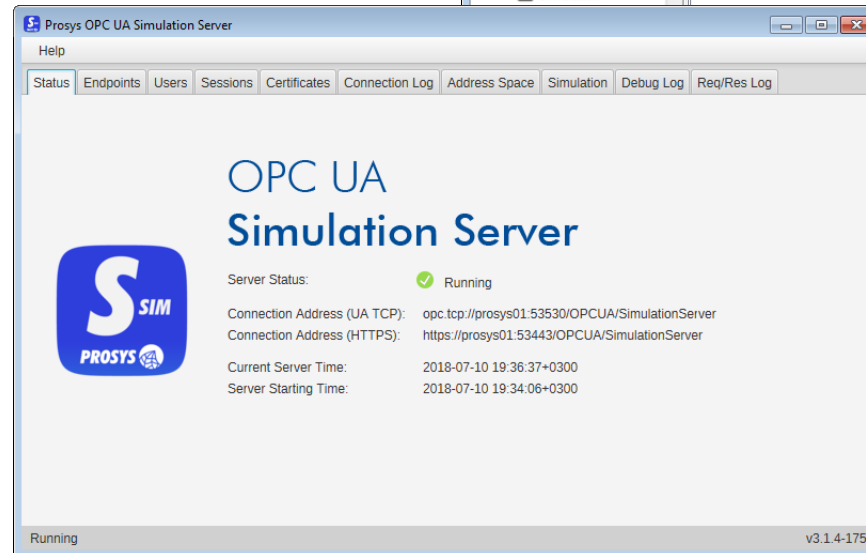 Prosys OPC UA Simulation Server
Help
Status Endpoints Users Sessions Certificates Connection Log Address Space Simulation Debug Log Req/Res Log
OPC UA
Simulation Server
S SIM
PROSYS
Server Status: Running
Connection Address (UA TCP): opc.tcp://prosys01:53530/OPCUA/SimulationServer
Connection Address (HTTPS): https://prosys01:53443/OPCUA/SimulationServer
Current Server Time: 2018-07-10 19:36:37+0300
Server Starting Time: 2018-07-10 19:34:06+0300
Running v3.1.4-175